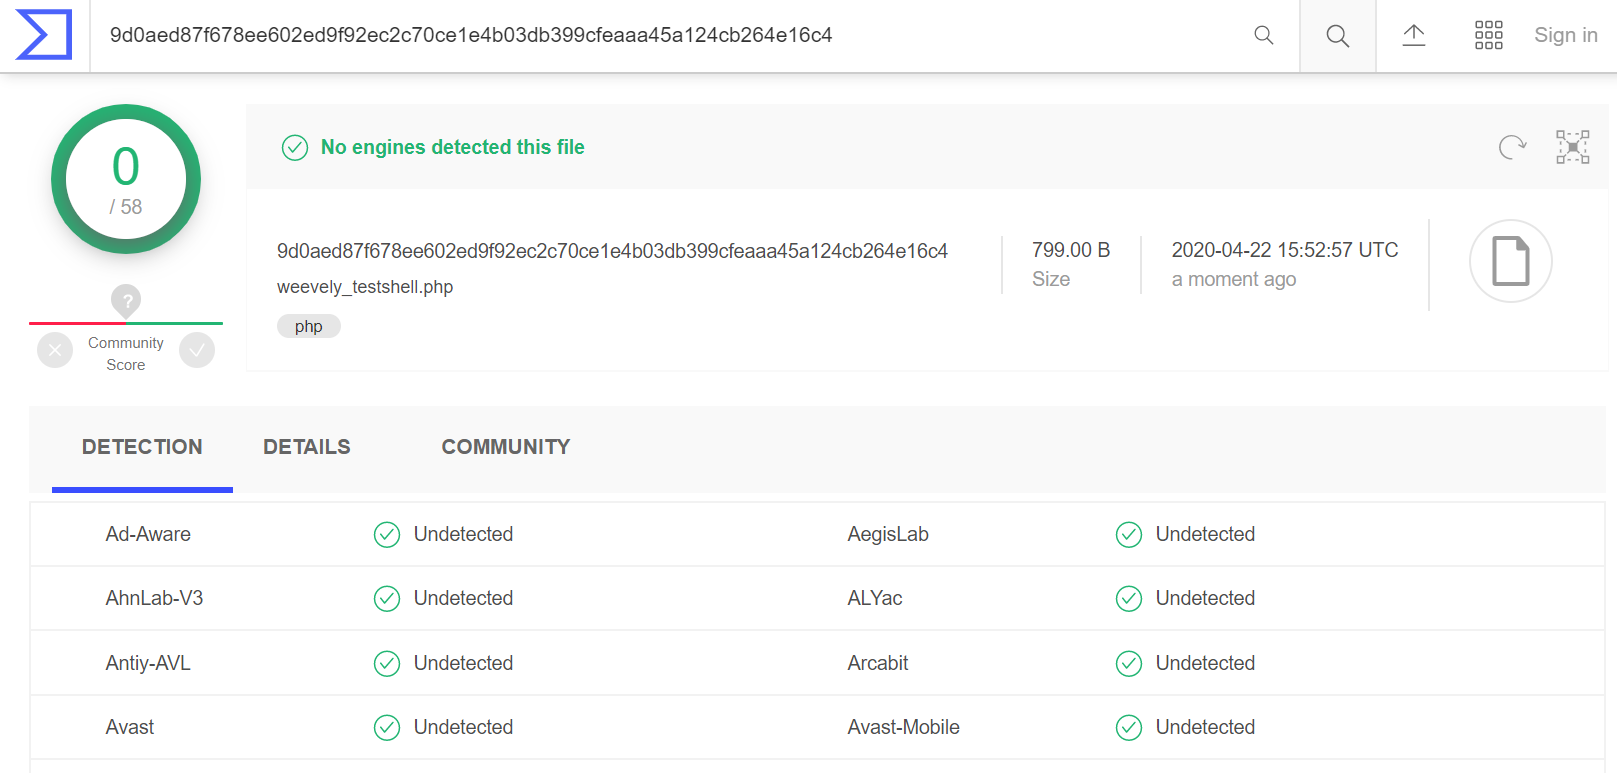 9d0aed87f678ee602ed9f92ec2c70ce1e4b03db399cfeaaa45a124cb264e16c4
Sign in
0
/ 58
No engines detected this file
9d0aed87f678ee602ed9f92ec2c70ce1e4b03db399cfeaaa45a124cb264e16c4
weevely_testshell.php
php
799.00 B
Size
2020-04-22 15:52:57 UTC
a moment ago
?
Community
Score
DETECTION DETAILS COMMUNITY
Ad-Aware Undetected AegisLab Undetected
AhnLab-V3 Undetected ALYac Undetected
Antiy-AVL Undetected Arcabit Undetected
Avast Undetected Avast-Mobile Undetected